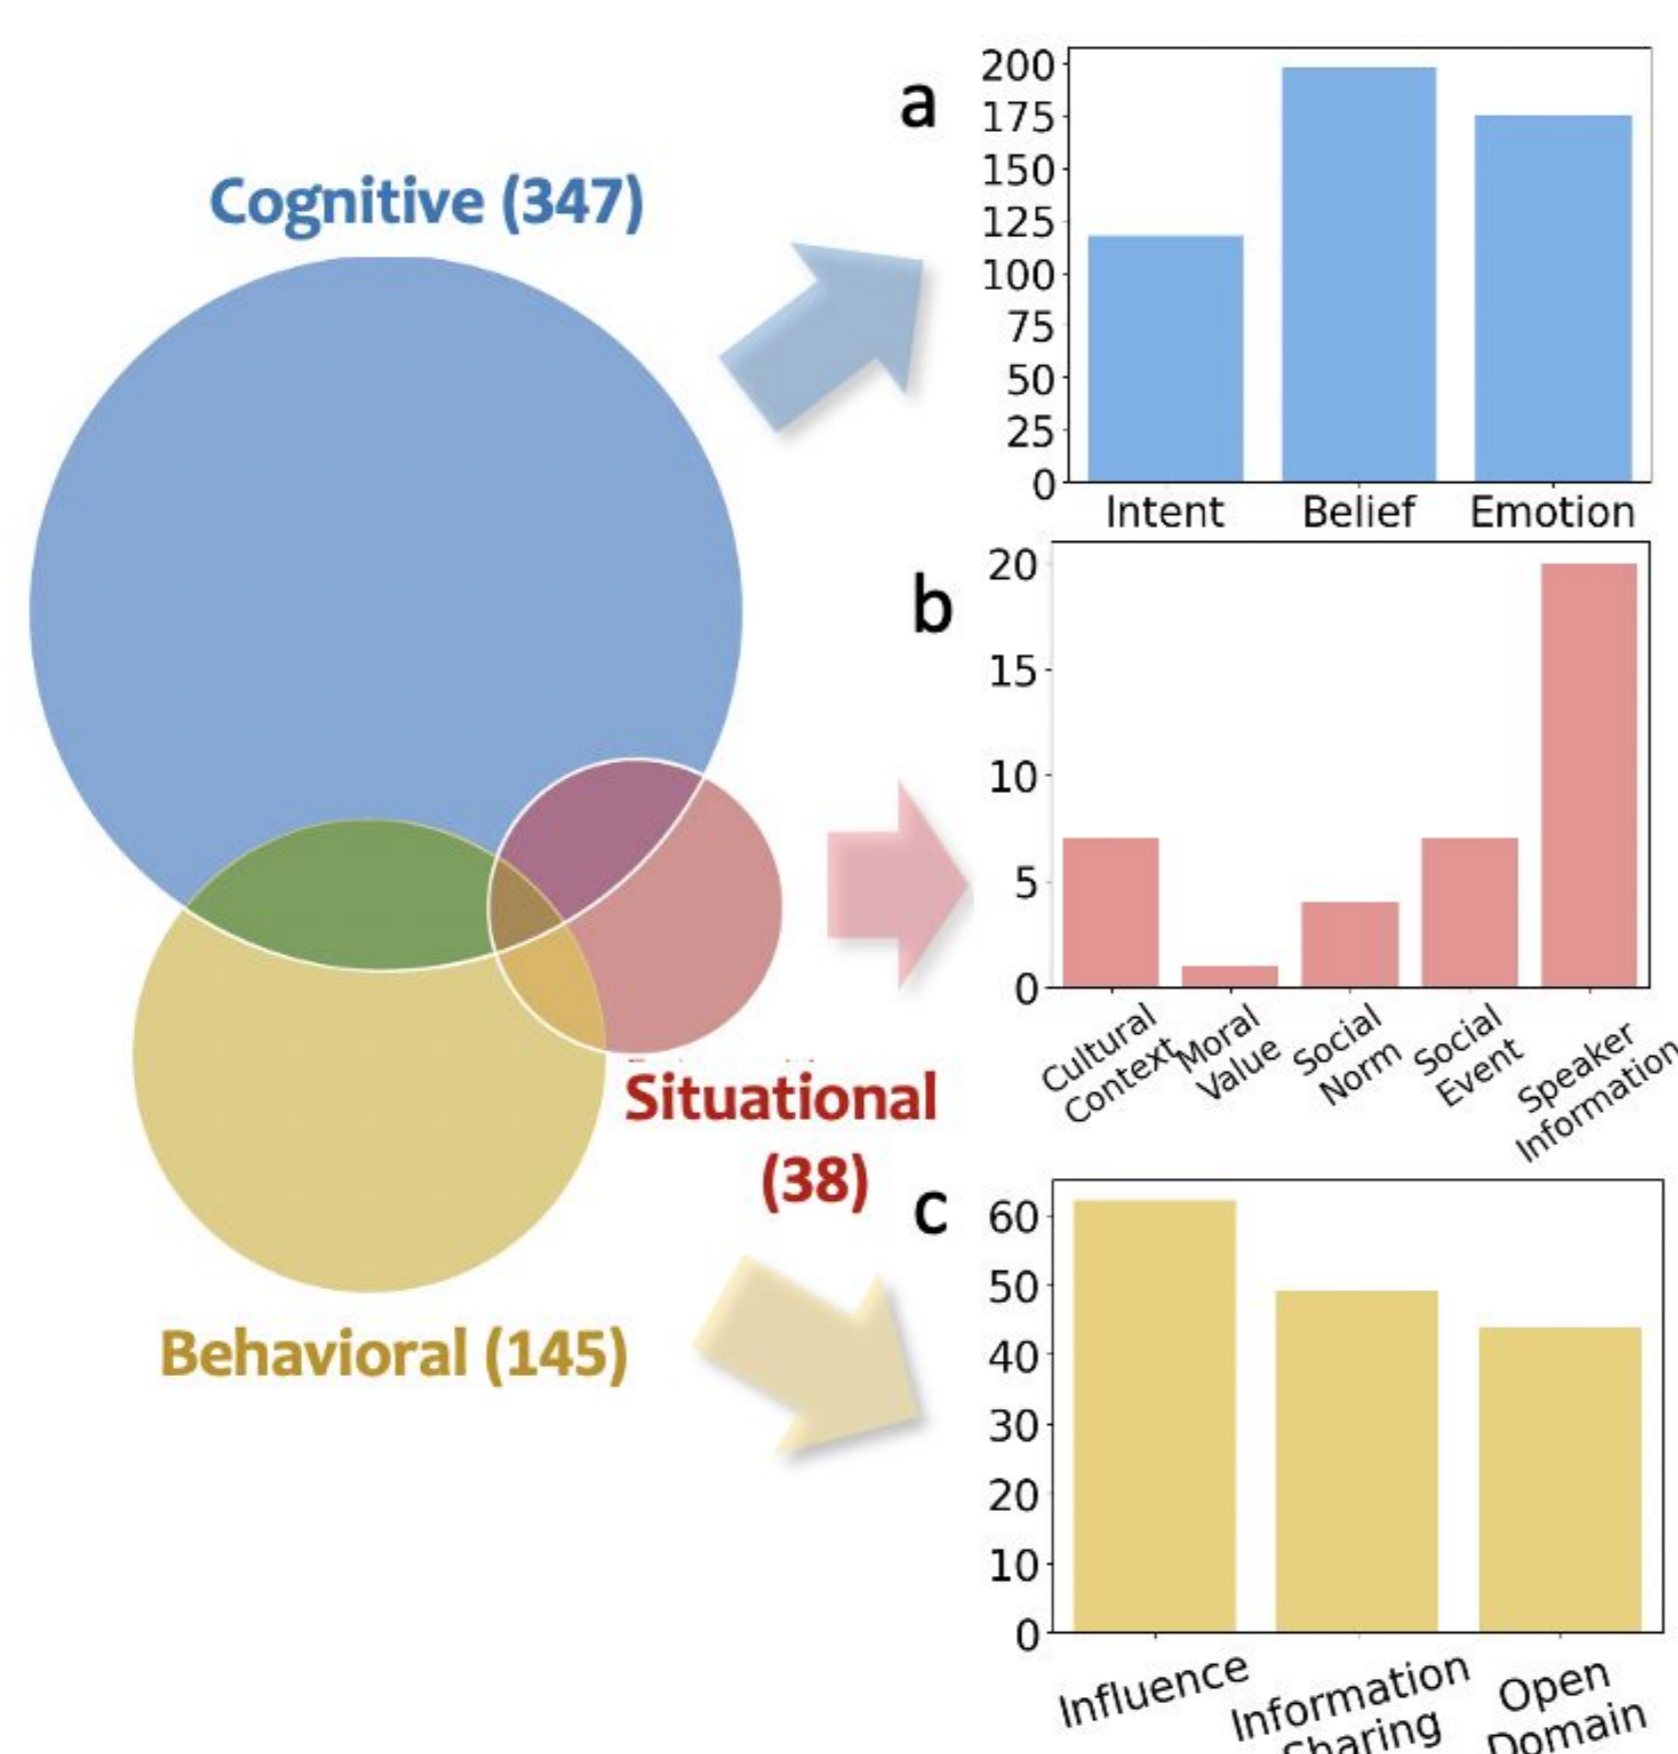 Cognitive (347)
Situational
(38)
Behavioral (145)
a
200
175
150
125
100
75
50
25
0
Intent
Belief
Emotion
b
20
15
10
5
0
Cultural
Context
Moral
Value
Social
Norm
Social
Event
Speaker
Information
c
60
50
40
30
20
10
0
Influence
Information
Sharing
Open
Domain